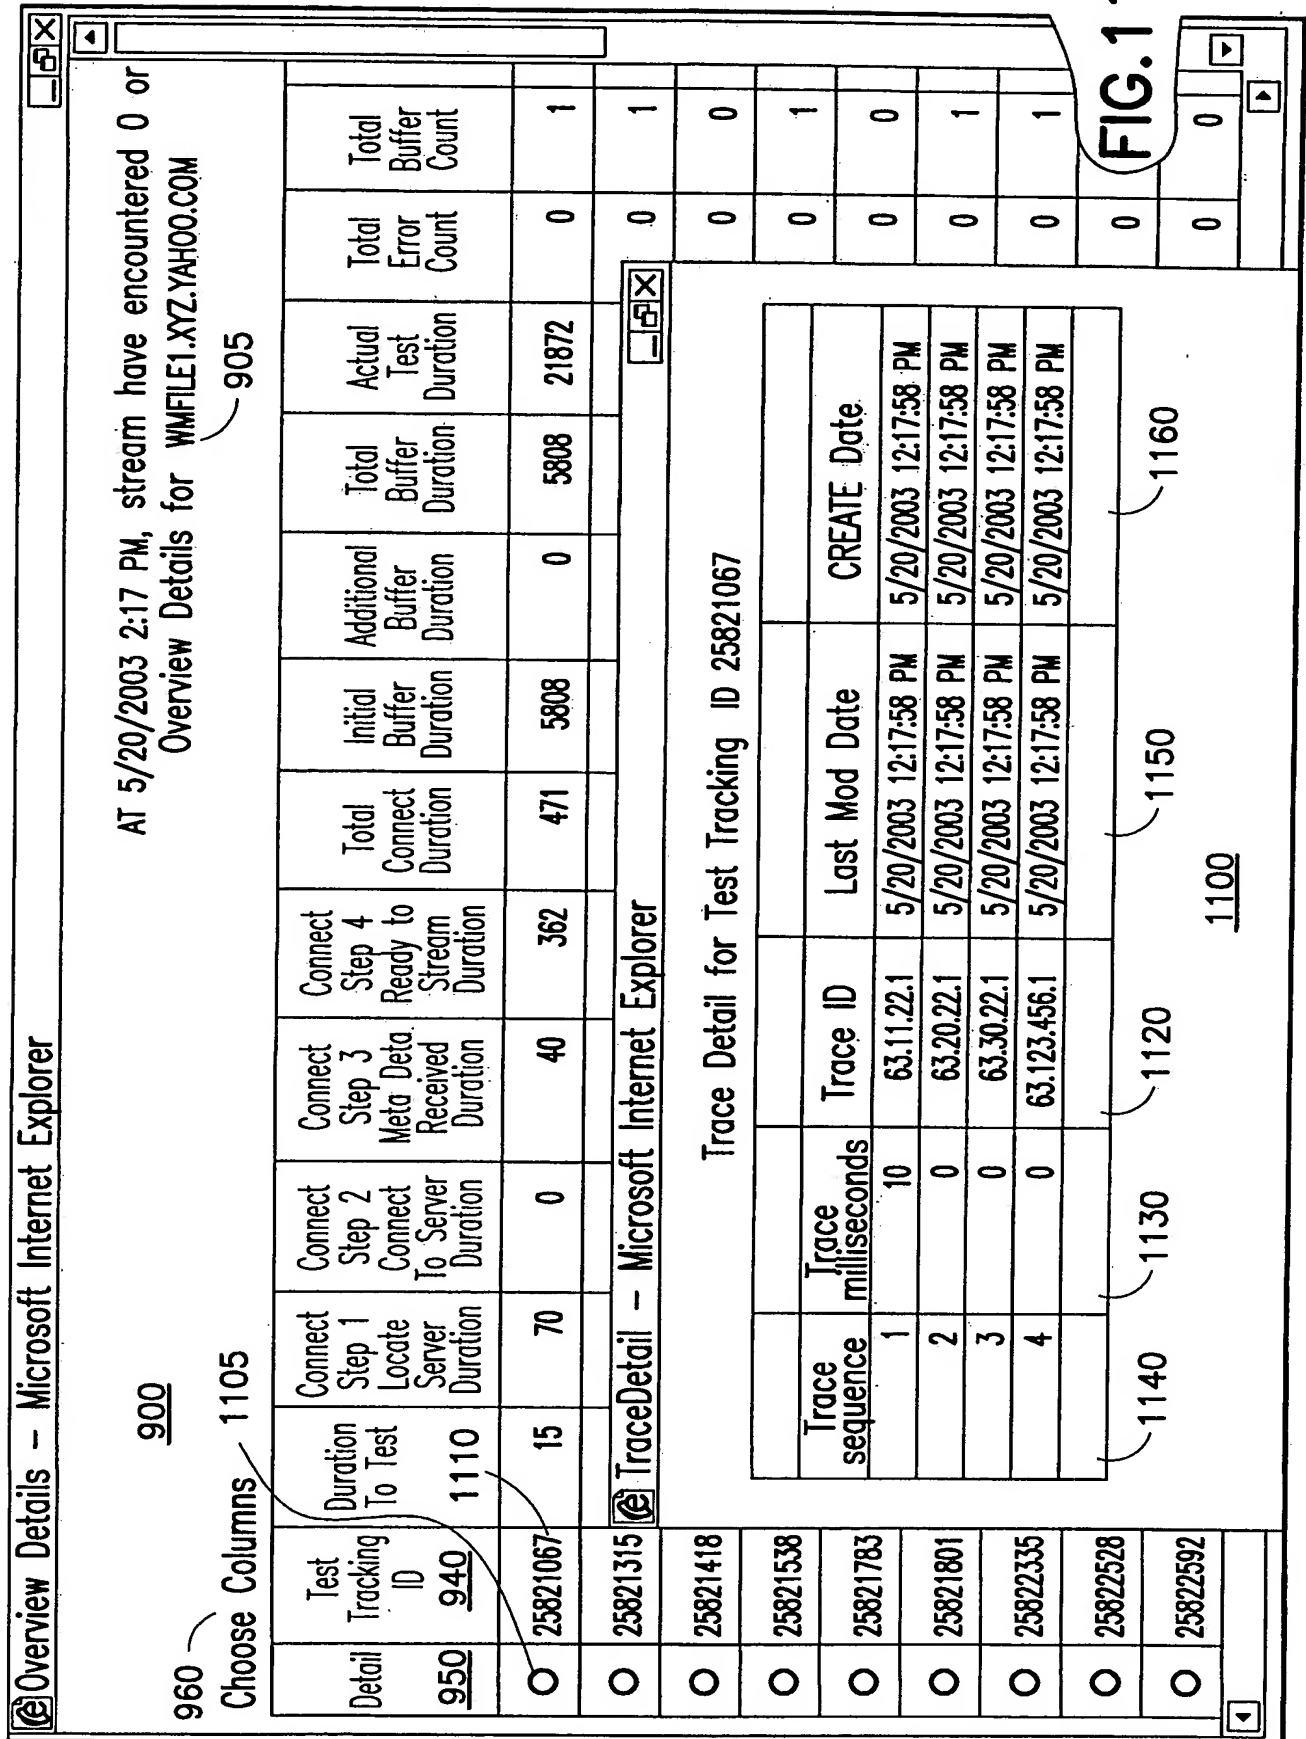 Overview Details – Microsoft Internet Explorer
AT 5/20/2003 2:17 PM, stream have encountered 0 or
Overview Details for WMFILE1.XYZ.YAHOO.COM
905
900
960
Choose Columns
1105
Detail 950
Test Tracking ID 940
Duration To Test 1110
Connect Step 1 Locate Server Duration
Connect Step 2 Connect To Server Duration
Connect Step 3 Meta Deta Received Duration
Connect Step 4 Ready to Stream Duration
Total Connect Duration
Initial Buffer Duration
Additional Buffer Duration
Total Buffer Duration
Actual Test Duration
Total Error Count
Total Buffer Count
25821067 15 70 0 40 362 471 5808 0 5808 21872 0 1
25821315 0 1
25821418 0 0
25821538 0 1
25821783 0 0
25821801 0 1
25822335 0 1
25822528 0
25822592 0 0
TraceDetail – Microsoft Internet Explorer
Trace Detail for Test Tracking ID 25821067
Trace sequence Trace milliseconds Trace ID Last Mod Date CREATE Date
1 10 63.11.22.1 5/20/2003 12:17:58 PM 5/20/2003 12:17:58 PM
2 0 63.20.22.1 5/20/2003 12:17:58 PM 5/20/2003 12:17:58 PM
3 0 63.30.22.1 5/20/2003 12:17:58 PM 5/20/2003 12:17:58 PM
4 0 63.123.456.1 5/20/2003 12:17:58 PM 5/20/2003 12:17:58 PM
1140 1130 1120 1150 1160
1100